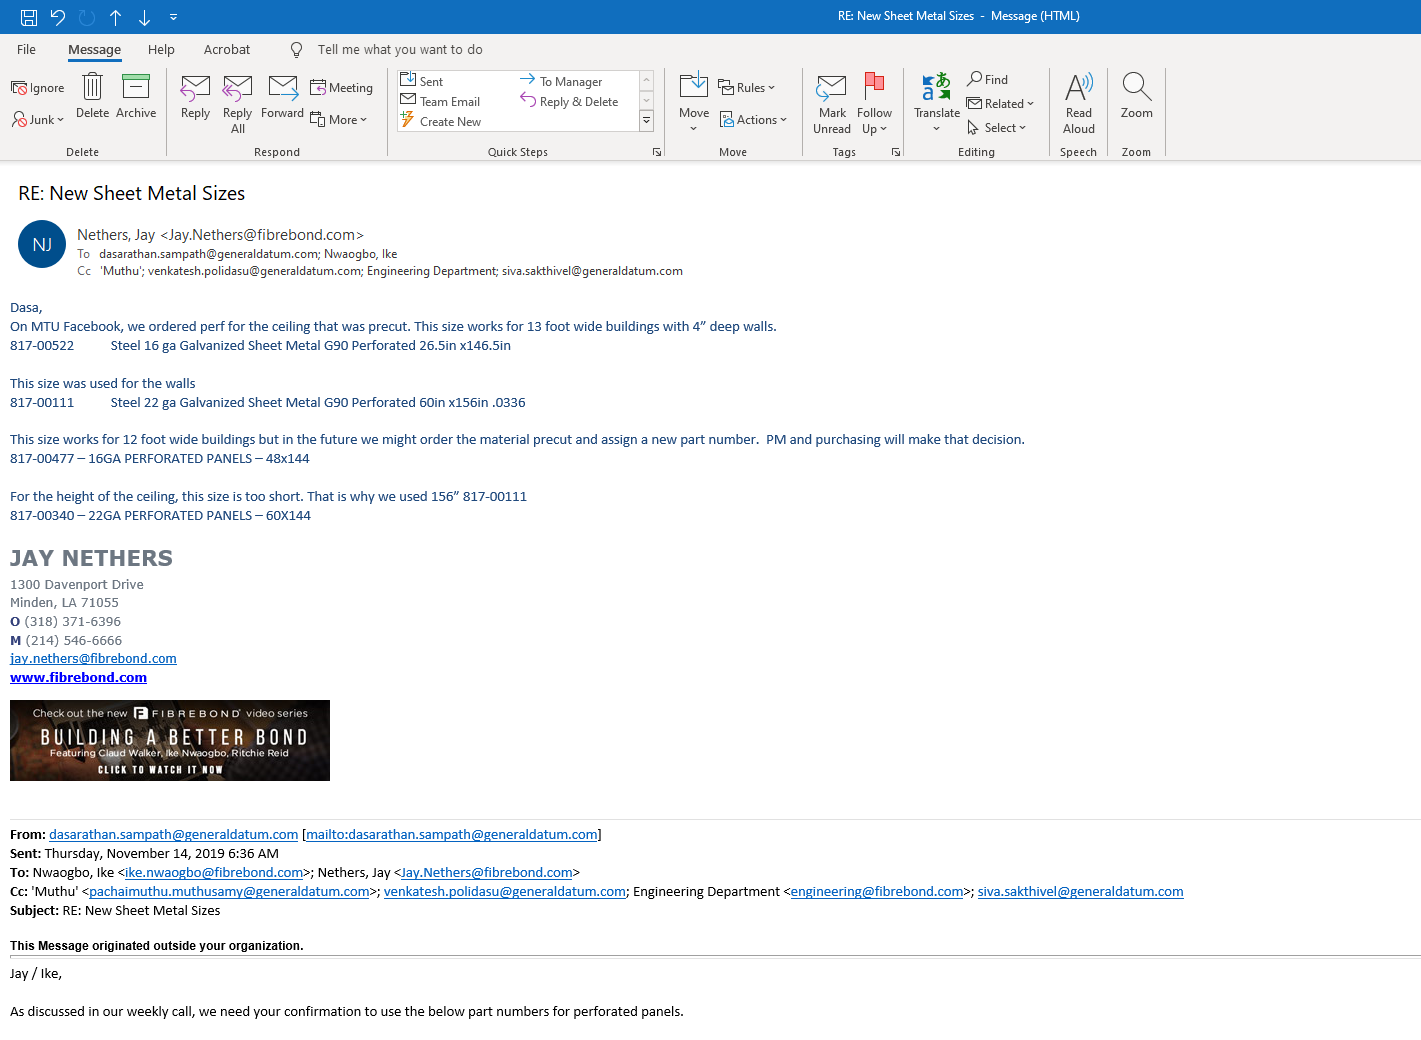 RE: New Sheet Metal Sizes  -  Message (HTML)
File Message Help Acrobat Tell me what you want to do
Ignore
Junk
Delete
Archive
Delete
Reply
Reply All
Forward
Meeting
More
Respond
Sent
To Manager
Team Email
Reply & Delete
Create New
Quick Steps
Move
Rules
Actions
Move
Mark Unread
Follow Up
Tags
Translate
Find
Related
Select
Editing
Read Aloud
Speech
Zoom
Zoom
RE: New Sheet Metal Sizes
NJ
Nethers, Jay <Jay.Nethers@fibrebond.com>
To dasarathan.sampath@generaldatum.com; Nwaogbo, Ike
Cc 'Muthu'; venkatesh.polidasu@generaldatum.com; Engineering Department; siva.sakthivel@generaldatum.com
Dasa,
On MTU Facebook, we ordered perf for the ceiling that was precut. This size works for 13 foot wide buildings with 4” deep walls.
817-00522 Steel 16 ga Galvanized Sheet Metal G90 Perforated 26.5in x146.5in
This size was used for the walls
817-00111 Steel 22 ga Galvanized Sheet Metal G90 Perforated 60in x156in .0336
This size works for 12 foot wide buildings but in the future we might order the material precut and assign a new part number.  PM and purchasing will make that decision.
817-00477 – 16GA PERFORATED PANELS – 48x144
For the height of the ceiling, this size is too short. That is why we used 156” 817-00111
817-00340 – 22GA PERFORATED PANELS – 60X144
JAY NETHERS
1300 Davenport Drive
Minden, LA 71055
O (318) 371-6396
M (214) 546-6666
jay.nethers@fibrebond.com
www.fibrebond.com
Check out the new FIBREBOND video series
BUILDING A BETTER BOND
Featuring Claud Walker, Ike Nwaogbo, Ritchie Reid
CLICK TO WATCH IT NOW
From: dasarathan.sampath@generaldatum.com [mailto:dasarathan.sampath@generaldatum.com]
Sent: Thursday, November 14, 2019 6:36 AM
To: Nwaogbo, Ike <ike.nwaogbo@fibrebond.com>; Nethers, Jay <Jay.Nethers@fibrebond.com>
Cc: 'Muthu' <pachaimuthu.muthusamy@generaldatum.com>; venkatesh.polidasu@generaldatum.com; Engineering Department <engineering@fibrebond.com>; siva.sakthivel@generaldatum.com
Subject: RE: New Sheet Metal Sizes
This Message originated outside your organization.
Jay / Ike,
As discussed in our weekly call, we need your confirmation to use the below part numbers for perforated panels.